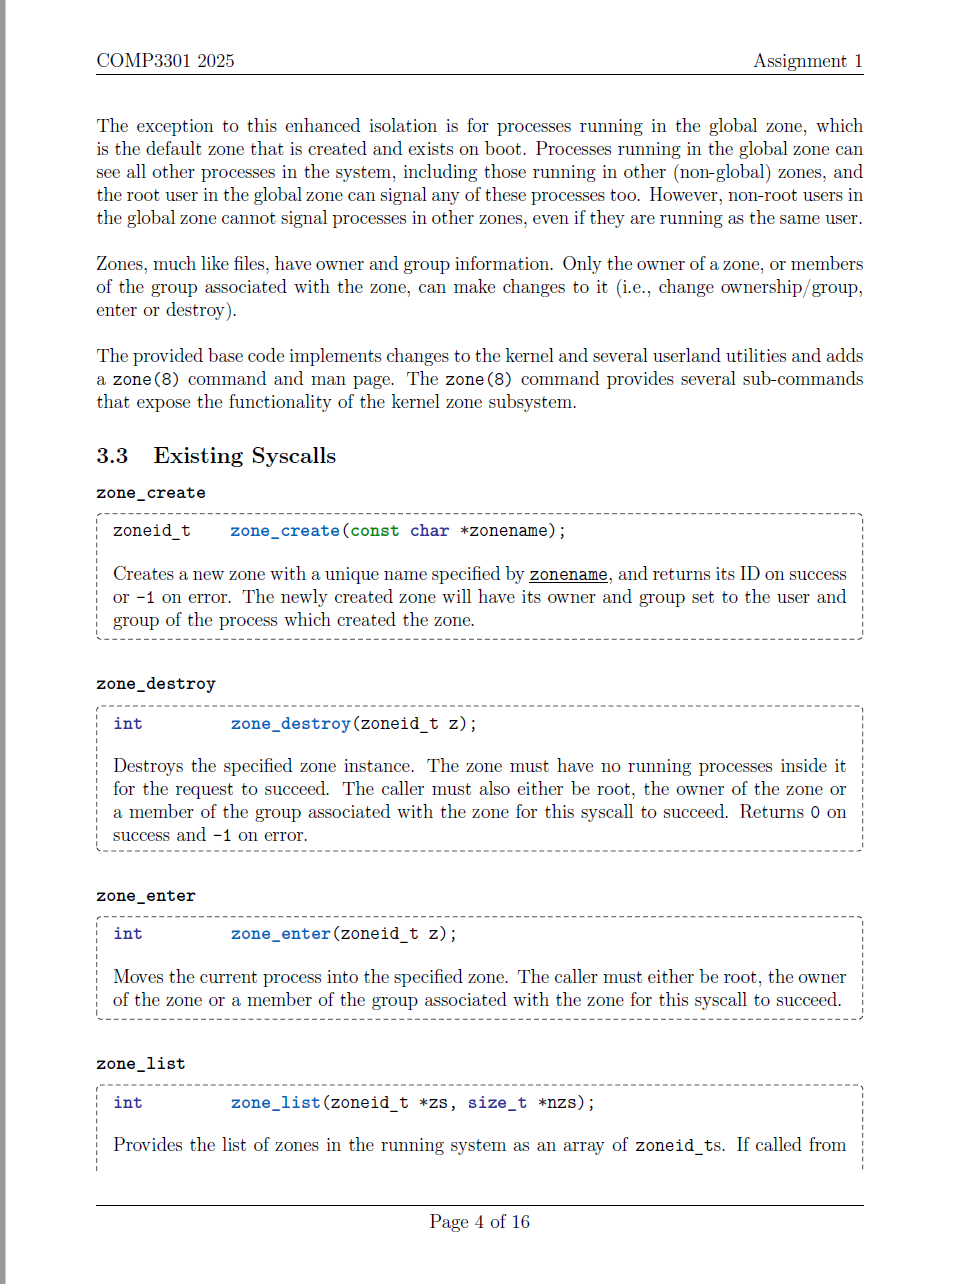 COMP3301 2025 Assignment 1
The exception to this enhanced isolation is for processes running in the global zone, which
is the default zone that is created and exists on boot. Processes running in the global zone can
see all other processes in the system, including those running in other (non-global) zones, and
the root user in the global zone can signal any of these processes too. However, non-root users in
the global zone cannot signal processes in other zones, even if they are running as the same user.
Zones, much like files, have owner and group information. Only the owner of a zone, or members
of the group associated with the zone, can make changes to it (i.e., change ownership/group,
enter or destroy).
The provided base code implements changes to the kernel and several userland utilities and adds
a zone(8) command and man page. The zone(8) command provides several sub-commands
that expose the functionality of the kernel zone subsystem.
3.3 Existing Syscalls
zone_create
zoneid_t zone_create(const char *zonename);
Creates a new zone with a unique name specified by zonename, and returns its ID on success
or -1 on error. The newly created zone will have its owner and group set to the user and
group of the process which created the zone.
zone_destroy
int zone_destroy(zoneid_t z);
Destroys the specified zone instance. The zone must have no running processes inside it
for the request to succeed. The caller must also either be root, the owner of the zone or
a member of the group associated with the zone for this syscall to succeed. Returns 0 on
success and -1 on error.
zone_enter
int zone_enter(zoneid_t z);
Moves the current process into the specified zone. The caller must either be root, the owner
of the zone or a member of the group associated with the zone for this syscall to succeed.
zone_list
int zone_list(zoneid_t *zs, size_t *nzs);
Provides the list of zones in the running system as an array of zoneid_ts. If called from
Page 4 of 16